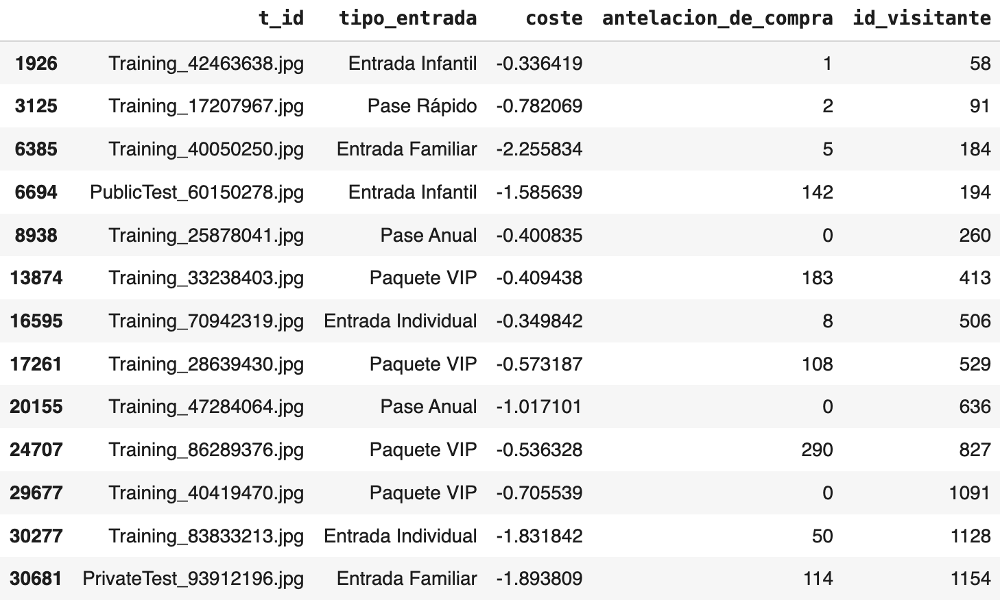 t_id tipo_entrada coste antelacion_de_compra id_visitante
1926 Training_42463638.jpg Entrada Infantil -0.336419 1 58
3125 Training_17207967.jpg Pase Rápido -0.782069 2 91
6385 Training_40050250.jpg Entrada Familiar -2.255834 5 184
6694 PublicTest_60150278.jpg Entrada Infantil -1.585639 142 194
8938 Training_25878041.jpg Pase Anual -0.400835 0 260
13874 Training_33238403.jpg Paquete VIP -0.409438 183 413
16595 Training_70942319.jpg Entrada Individual -0.349842 8 506
17261 Training_28639430.jpg Paquete VIP -0.573187 108 529
20155 Training_47284064.jpg Pase Anual -1.017101 0 636
24707 Training_86289376.jpg Paquete VIP -0.536328 290 827
29677 Training_40419470.jpg Paquete VIP -0.705539 0 1091
30277 Training_83833213.jpg Entrada Individual -1.831842 50 1128
30681 PrivateTest_93912196.jpg Entrada Familiar -1.893809 114 1154